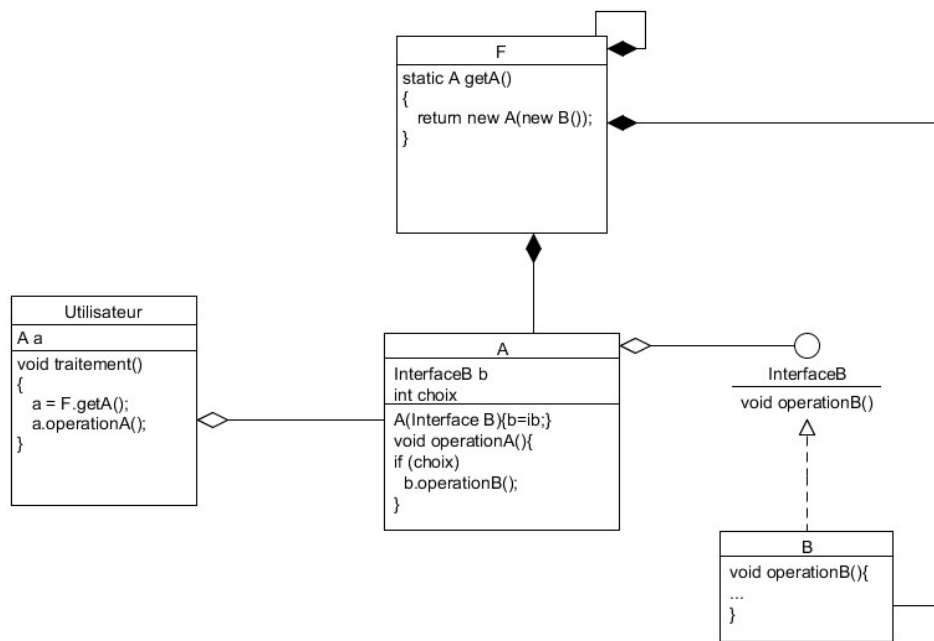 F
static A getA()
{
return new A(new B());
}
Utilisateur
A a
void traitement()
{
a = F.getA();
a.operationA();
}
A
InterfaceB b
int choix
A(Interface B){b=ib;}
void operationA(){
if (choix)
b.operationB();
}
InterfaceB
void operationB()
B
void operationB(){
...
}